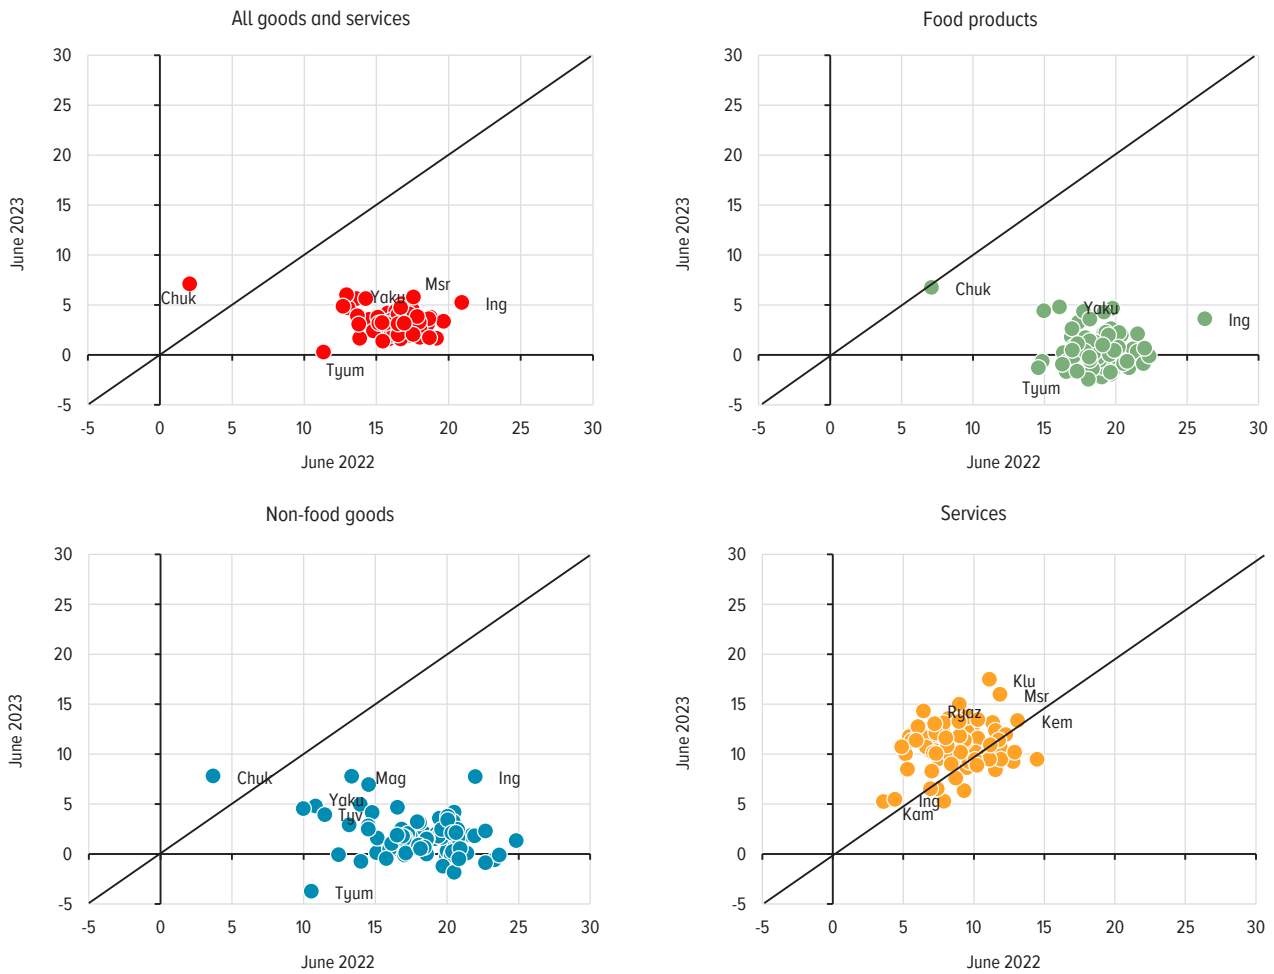 All goods and services
30
25
20
15
10
5
0
-5
June 2023
Chuk
Yaku
Msr
Ing
Tyum
-5 0 5 10 15 20 25 30
June 2022
Food products
30
25
20
15
10
5
0
-5
June 2023
Chuk
Yaku
Ing
Tyum
-5 0 5 10 15 20 25 30
June 2022
Non-food goods
30
25
20
15
10
5
0
-5
June 2023
Chuk
Mag
Ing
Yaku
Tyv
Tyum
-5 0 5 10 15 20 25 30
June 2022
Services
30
25
20
15
10
5
0
-5
June 2023
Klu
Msr
Ryaz
Kem
Ing
Kam
-5 0 5 10 15 20 25 30
June 2022